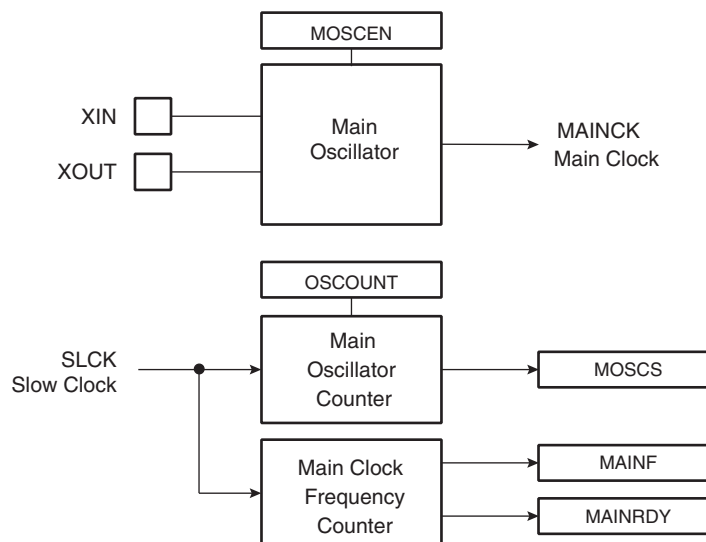 MOSCEN
XIN
XOUT
Main
Oscillator
MAINCK
Main Clock
OSCOUNT
SLCK
Slow Clock
Main
Oscillator
Counter
MOSCS
Main Clock
Frequency
Counter
MAINF
MAINRDY